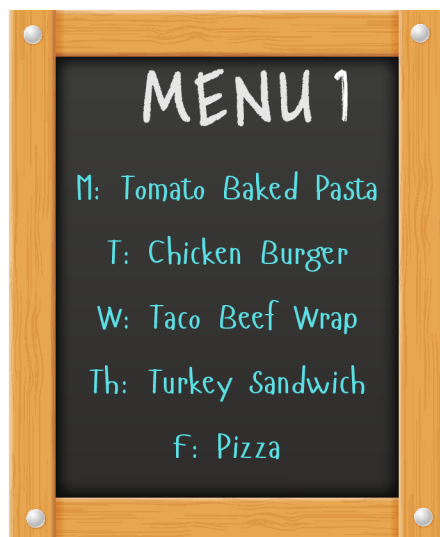 MENU 1
M: Tomato Baked Pasta
T: Chicken Burger
W: Taco Beef Wrap
Th: Turkey Sandwich
F: Pizza